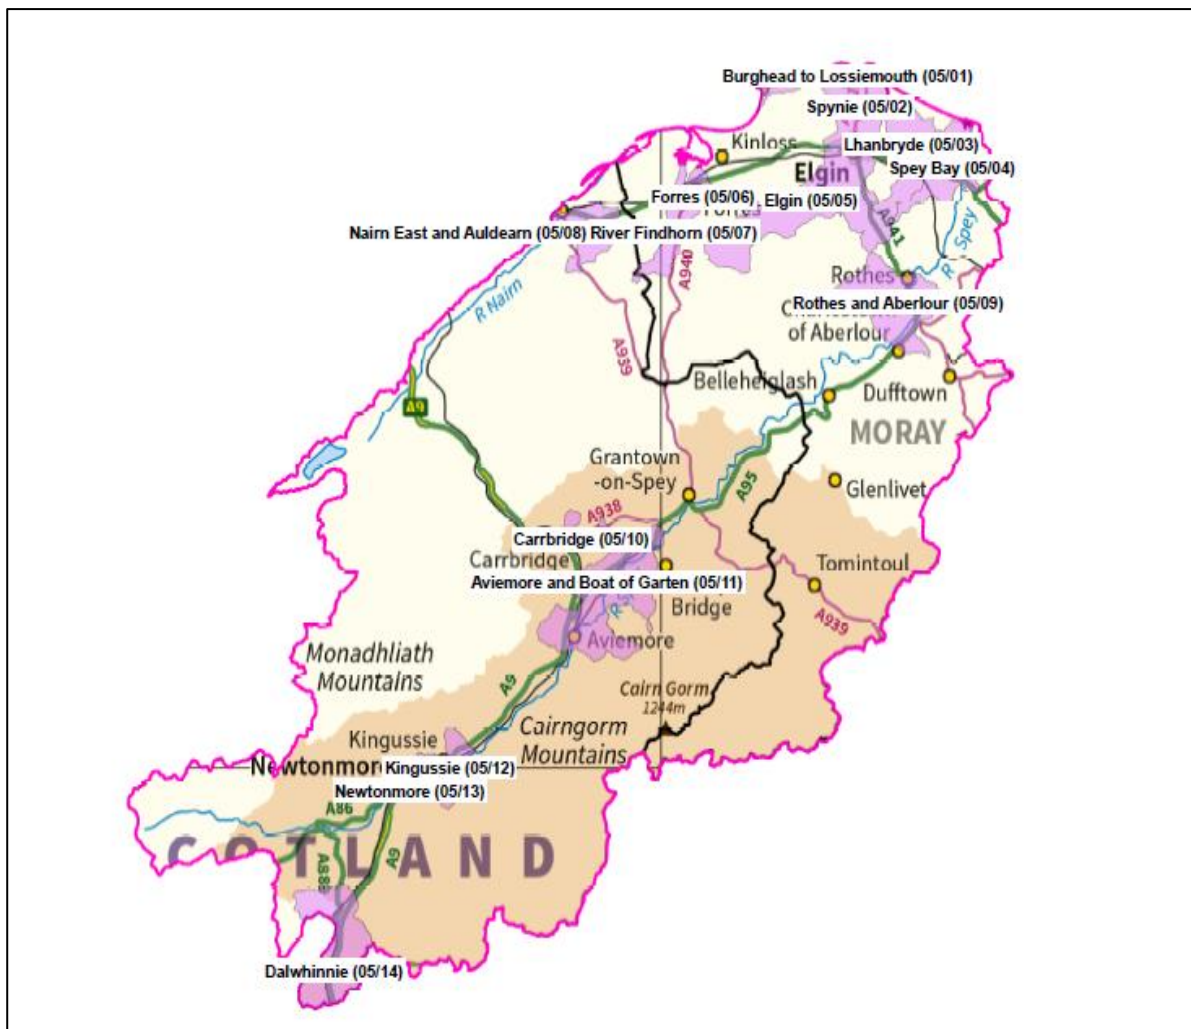 Burghead to Lossiemouth (05/01)
Spynie (05/02)
Kinloss
Lhanbryde (05/03)
Elgin
Spey Bay (05/04)
Forres (05/06)
Elgin (05/05)
A941
R Spey
Nairn East and Auldearn (05/08)
River Findhorn (05/07)
A940
Rothes
R Nairn
Rothes and Aberlour (05/09)
of Aberlour
A939
Belleheiglash
Dufftown
A9
MORAY
Grantown
-on-Spey
A95
Glenlivet
A938
Carrbridge (05/10)
Carrbridge
Tomintoul
Aviemore and Boat of Garten (05/11)
Bridge
A939
Aviemore
Monadhliath
Mountains
A9
Cairn Gorm
1244m
Cairngorm
Mountains
Kingussie
Kingussie (05/12)
Newtonmore (05/13)
A86
COTLAND
A9
Dalwhinnie (05/14)